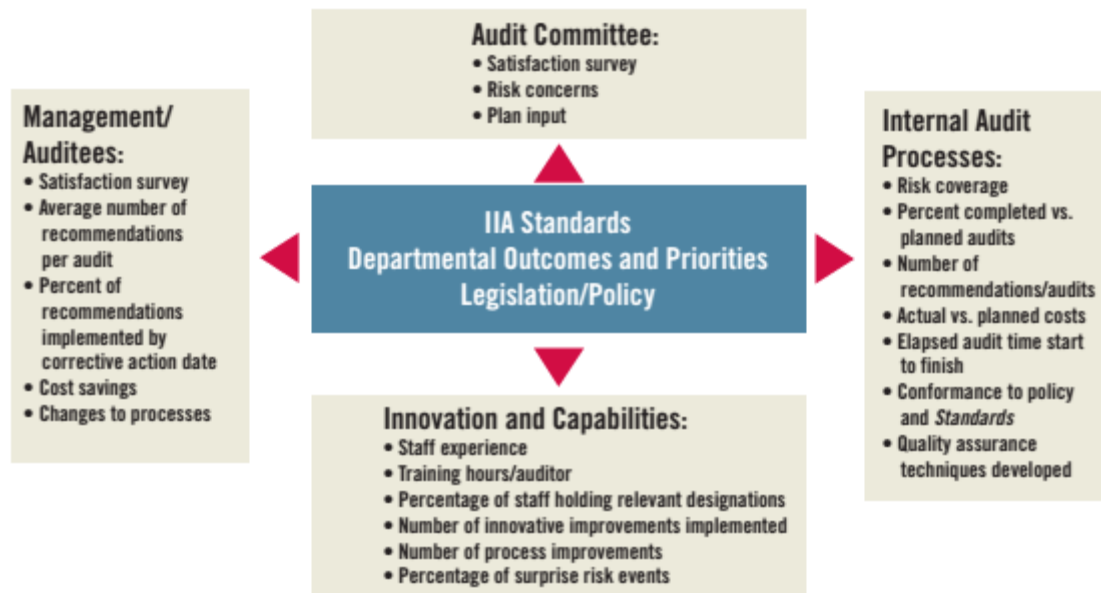 Audit Committee:
• Satisfaction survey
• Risk concerns
• Plan input
Management/
Auditees:
• Satisfaction survey
• Average number of
recommendations
per audit
• Percent of
recommendations
implemented by
corrective action date
• Cost savings
• Changes to processes
IIA Standards
Departmental Outcomes and Priorities
Legislation/Policy
Internal Audit
Processes:
• Risk coverage
• Percent completed vs.
planned audits
• Number of
recommendations/audits
• Actual vs. planned costs
• Elapsed audit time start
to finish
• Conformance to policy
and Standards
• Quality assurance
techniques developed
Innovation and Capabilities:
• Staff experience
• Training hours/auditor
• Percentage of staff holding relevant designations
• Number of innovative improvements implemented
• Number of process improvements
• Percentage of surprise risk events